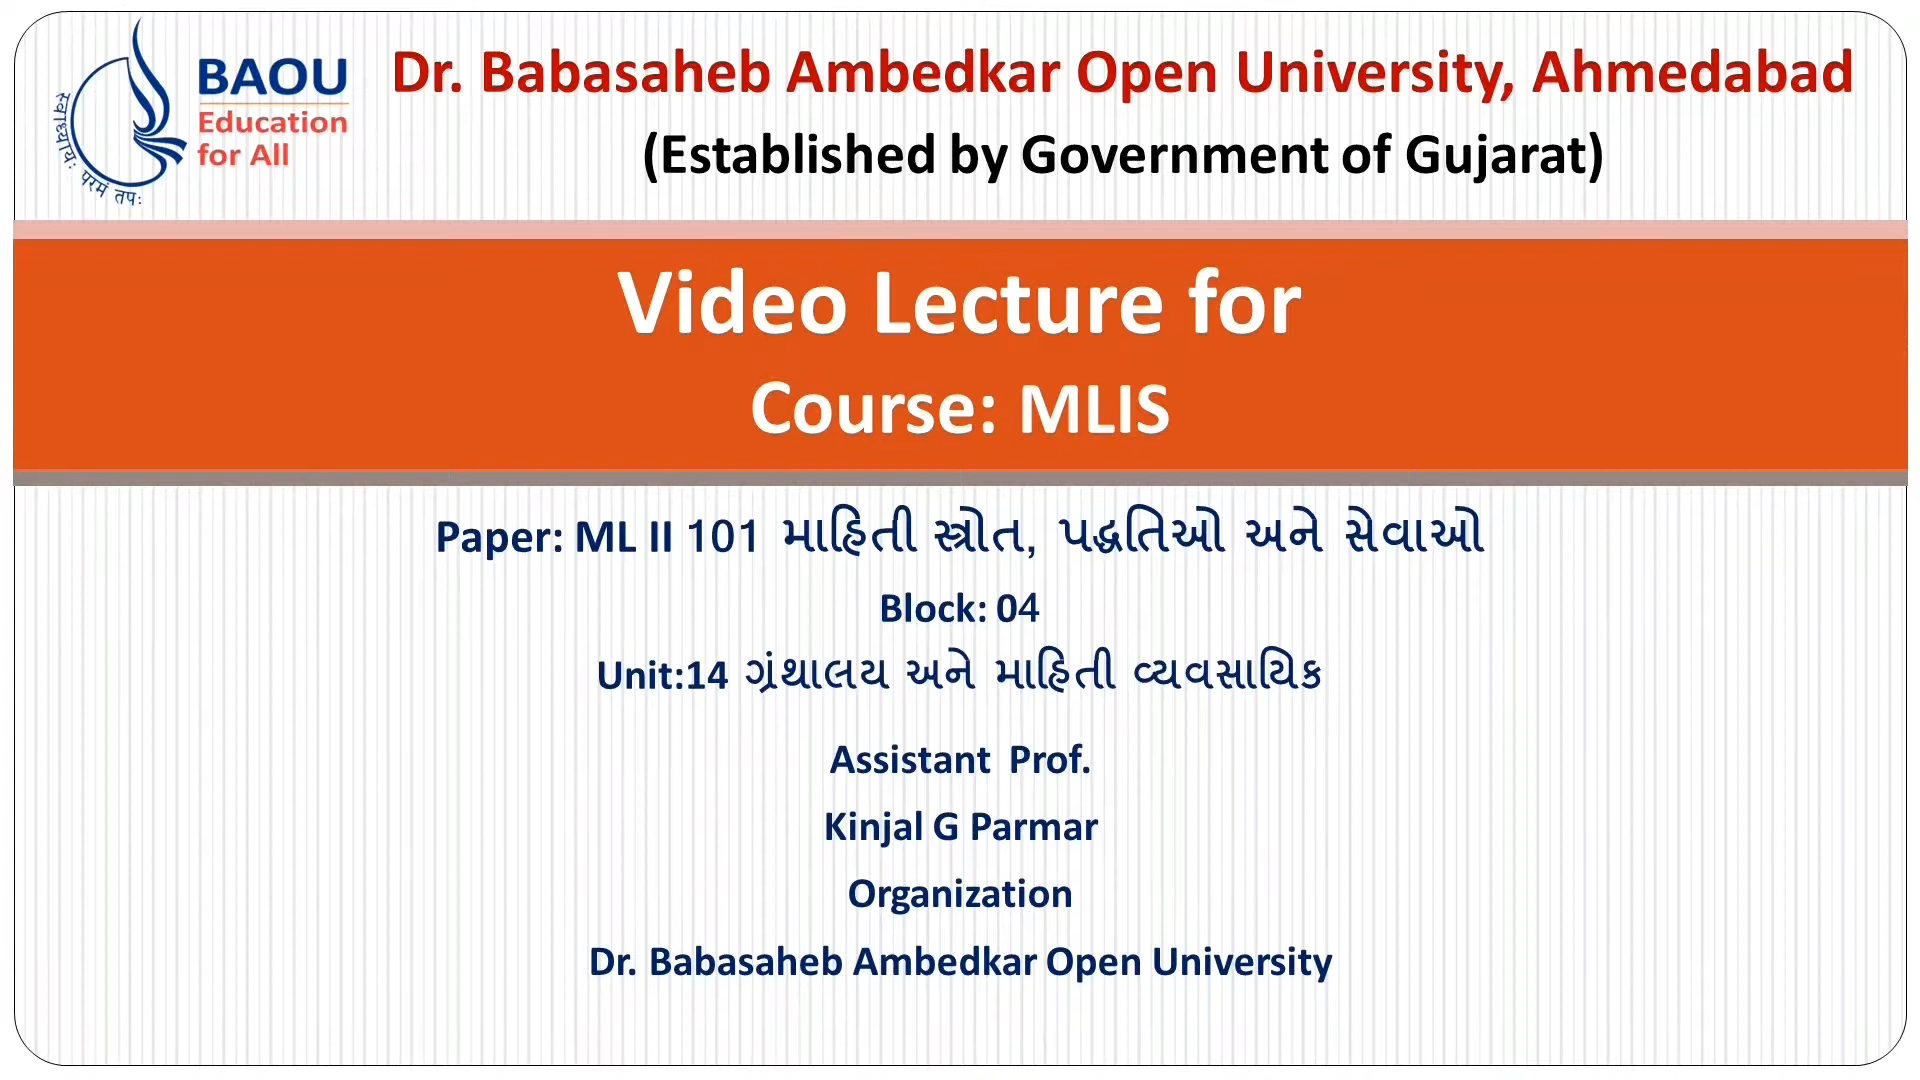 स्वाध्यायः परमं तपः
BAOU
Education
for All
Dr. Babasaheb Ambedkar Open University, Ahmedabad
(Established by Government of Gujarat)
Video Lecture for
Course: MLIS
Paper: ML II 101 માહિતી સ્ત્રોત, પદ્ધતિઓ અને સેવાઓ
Block: 04
Unit:14 ગ્રંથાલય અને માહિતી વ્યવસાયિક
Assistant Prof.
Kinjal G Parmar
Organization
Dr. Babasaheb Ambedkar Open University